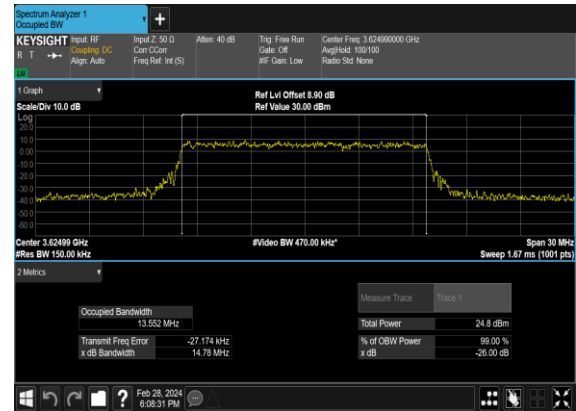 Spectrum Analyzer 1
Occupied BW
KEYSIGHT Input: RF Input Z: 50 Ω Atten: 40 dB Trig: Free Run Center Freq: 3.624990000 GHz
R T Coupling: DC Corr CCorr Gate: Off Avg|Hold: 100/100
Align: Auto Freq Ref: Int (S) #IF Gain: Low Radio Std: None
1 Graph
Scale/Div 10.0 dB Ref Lvl Offset 8.90 dB
Ref Value 30.00 dBm
Log
20.0
10.0
0.00
-10.0
-20.0
-30.0
-40.0
-50.0
-60.0
Center 3.62499 GHz #Video BW 470.00 kHz* Span 30 MHz
#Res BW 150.00 kHz Sweep 1.67 ms (1001 pts)
2 Metrics
Measure Trace Trace 1
Occupied Bandwidth
13.552 MHz Total Power 24.8 dBm
Transmit Freq Error -27.174 kHz % of OBW Power 99.00 %
x dB Bandwidth 14.78 MHz x dB -26.00 dB
Feb 28, 2024
6:08:31 PM